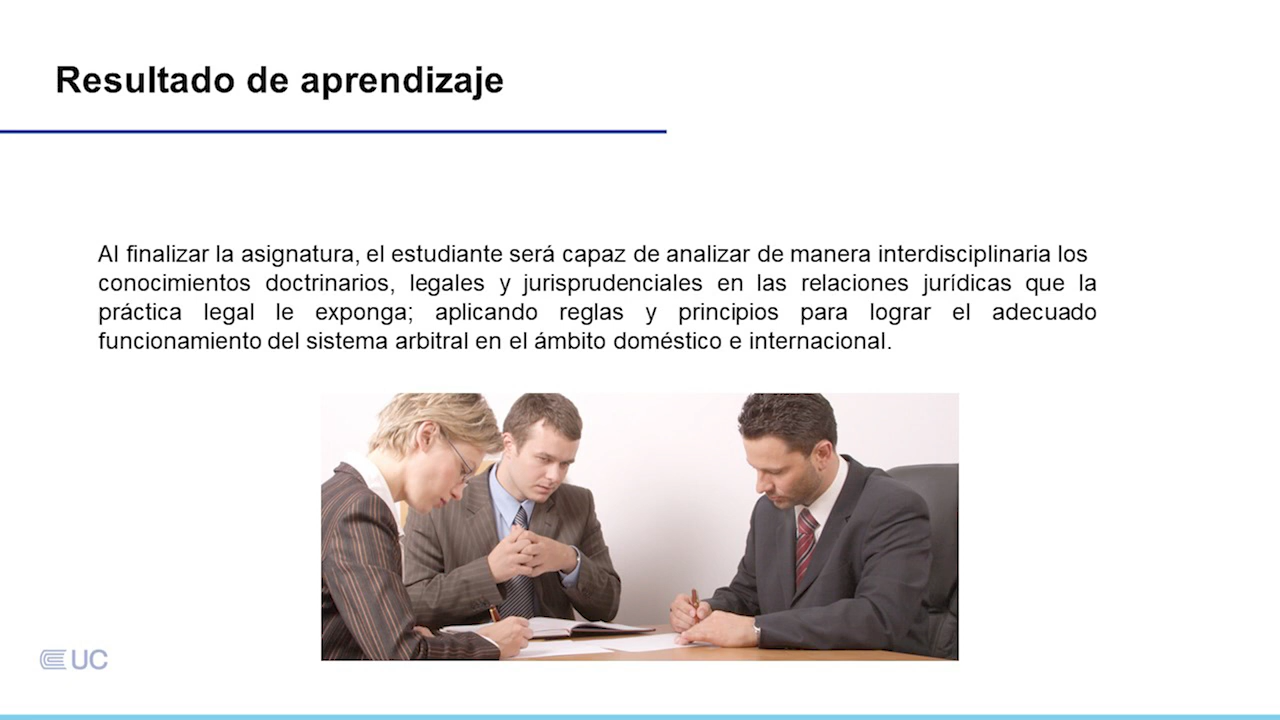 Resultado de aprendizaje
Al finalizar la asignatura, el estudiante será capaz de analizar de manera interdisciplinaria los
conocimientos doctrinarios, legales y jurisprudenciales en las relaciones jurídicas que la
práctica legal le exponga; aplicando reglas y principios para lograr el adecuado
funcionamiento del sistema arbitral en el ámbito doméstico e internacional.
UC